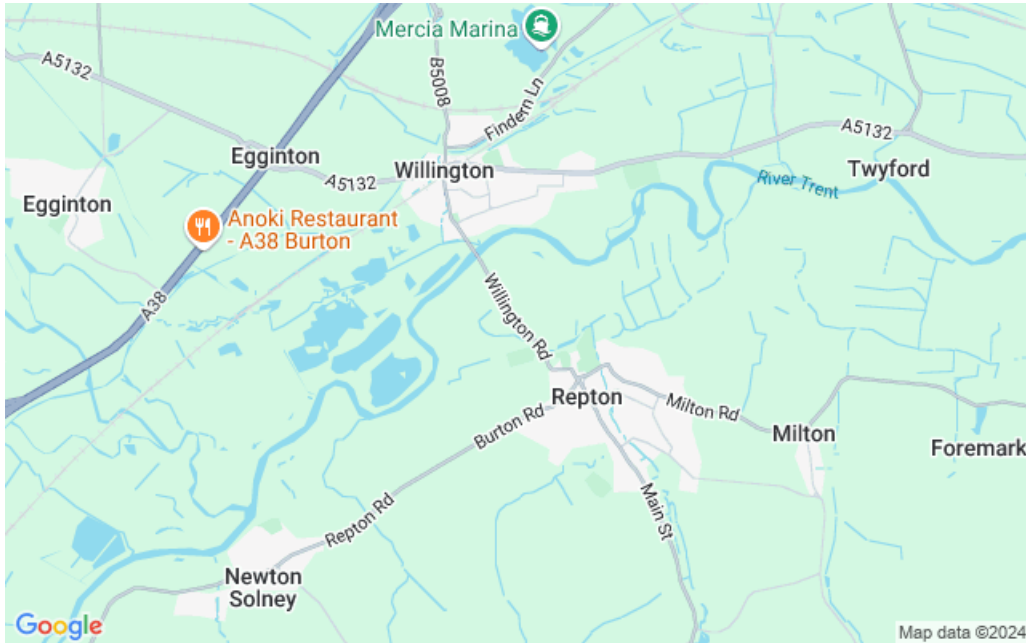 Mercia Marina
A5132
B5008
Findern Ln
A5132
Egginton
Willington
A5132
Twyford
River Trent
Egginton
Anoki Restaurant
- A38 Burton
A38
Willington Rd
Repton
Milton Rd
Burton Rd
Milton
Foremark
Main St
Repton Rd
Newton
Solney
Google
Map data ©2024